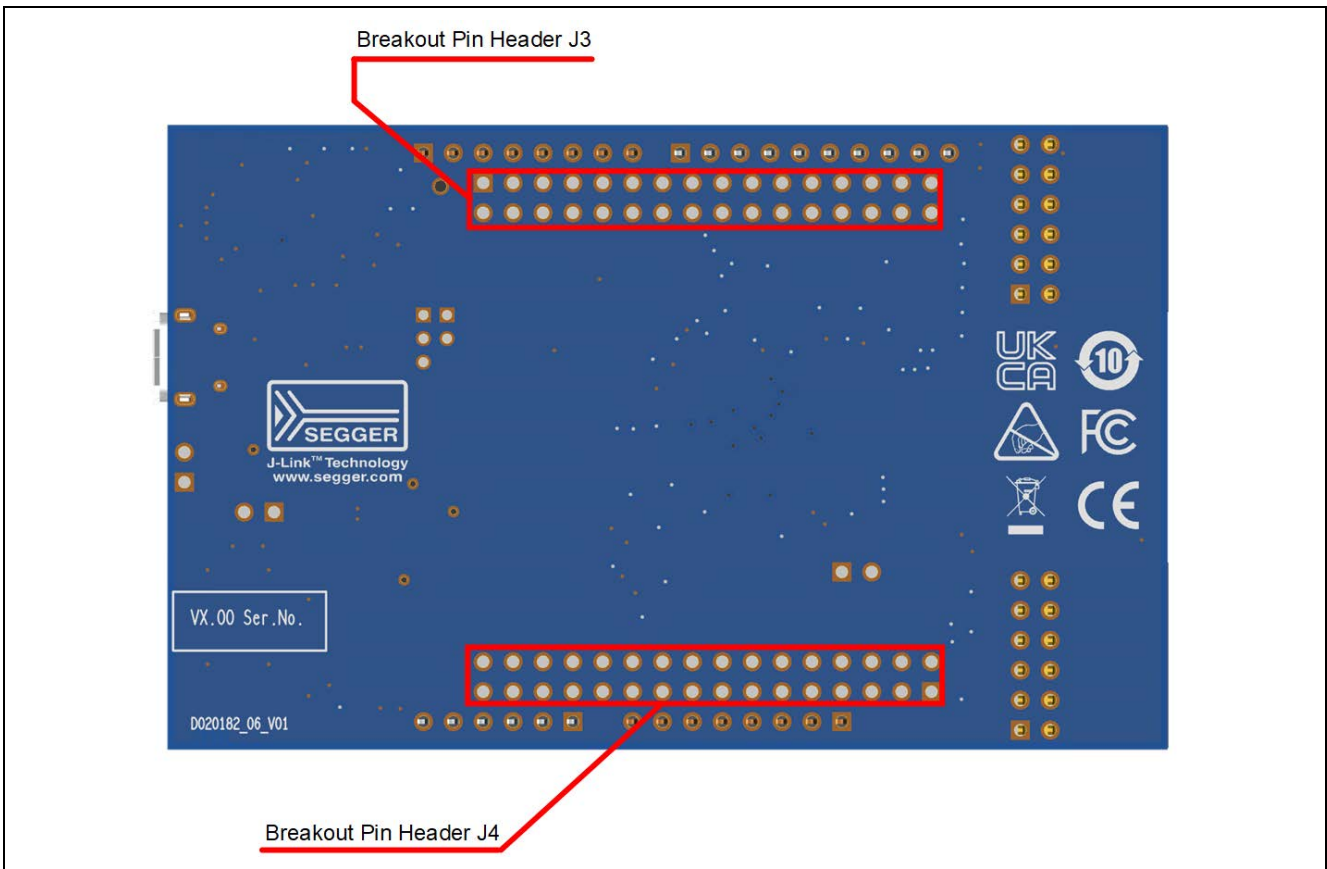 Breakout Pin Header J3
UK
CA
10
SEGGER
J-Link™ Technology
www.segger.com
FC
CE
VX.00 Ser.No.
D020182_06_V01
Breakout Pin Header J4